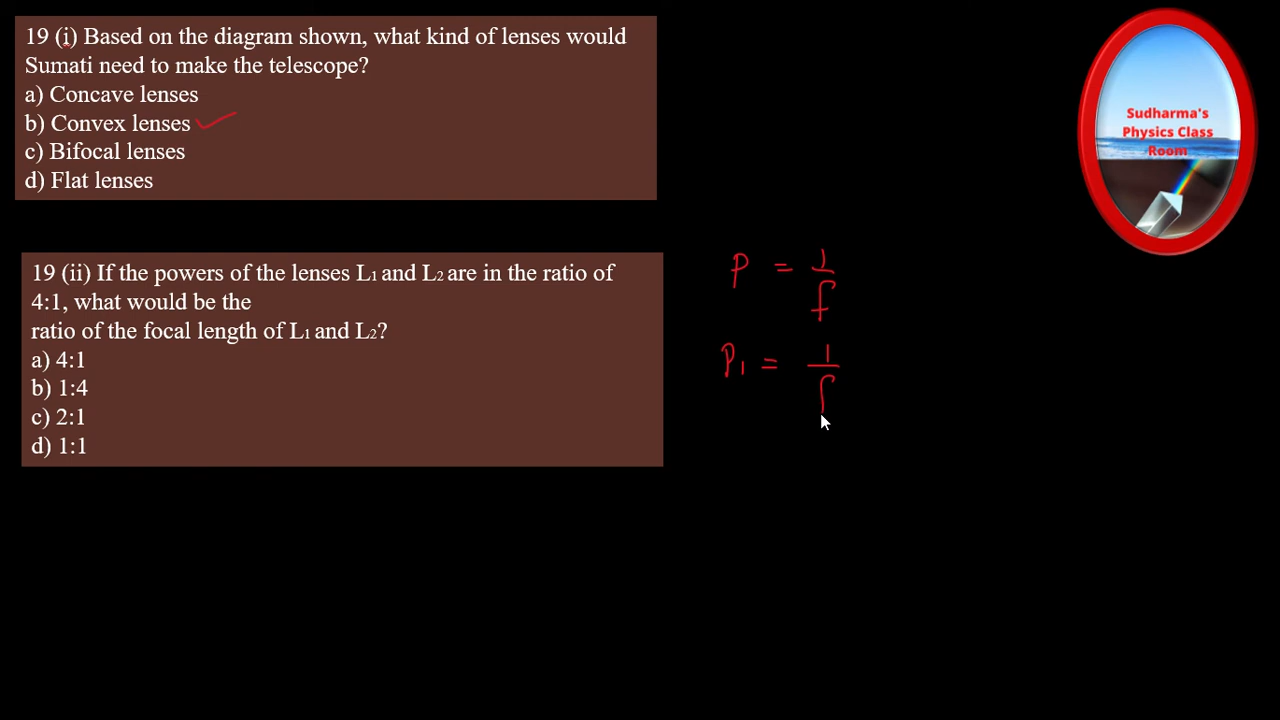 19 (i) Based on the diagram shown, what kind of lenses would
Sumati need to make the telescope?
a) Concave lenses
b) Convex lenses
c) Bifocal lenses
d) Flat lenses
Sudharma's
Physics Class
Room
19 (ii) If the powers of the lenses L1 and L2 are in the ratio of
4:1, what would be the
ratio of the focal length of L1 and L2?
a) 4:1
b) 1:4
c) 2:1
d) 1:1
P = 1/f
P1 = 1/f